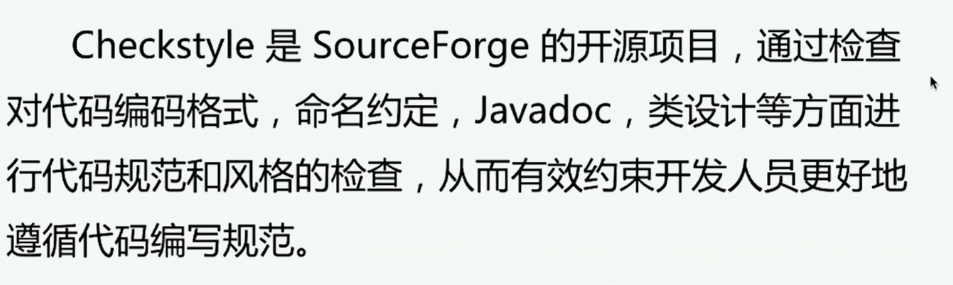 Checkstyle 是 SourceForge 的开源项目，通过检查
对代码编码格式，命名约定，Javadoc，类设计等方面进
行代码规范和风格的检查，从而有效约束开发人员更好地
遵循代码编写规范。